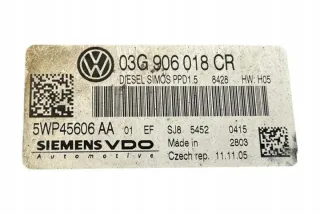 03G 906 018 CR
DIESEL SIMOS PPD1.5 8428 HW: H05
5WP45606 AA 01 EF SJ8 5452 0415
SIEMENS VDO Made in 2803
Automotive Czech rep. 11.11.05